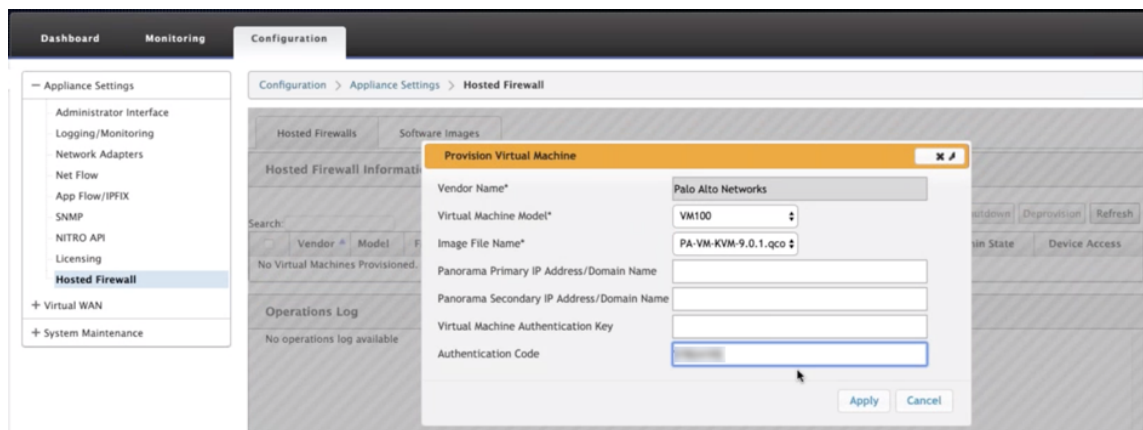 Dashboard Monitoring Configuration
— Appliance Settings
Configuration > Appliance Settings > Hosted Firewall
Administrator Interface
Logging/Monitoring
Network Adapters
Net Flow
App Flow/IPFIX
SNMP
NITRO API
Licensing
Hosted Firewall
+ Virtual WAN
+ System Maintenance
Hosted Firewalls Software Images
Hosted Firewall Informati
Search:
Vendor Model F
No Virtual Machines Provisioned.
Operations Log
No operations log available
Provision Virtual Machine
Vendor Name* Palo Alto Networks
Virtual Machine Model* VM100
Image File Name* PA-VM-KVM-9.0.1.qco
Panorama Primary IP Address/Domain Name
Panorama Secondary IP Address/Domain Name
Virtual Machine Authentication Key
Authentication Code
Apply Cancel
Deprovision Refresh
State Device Access